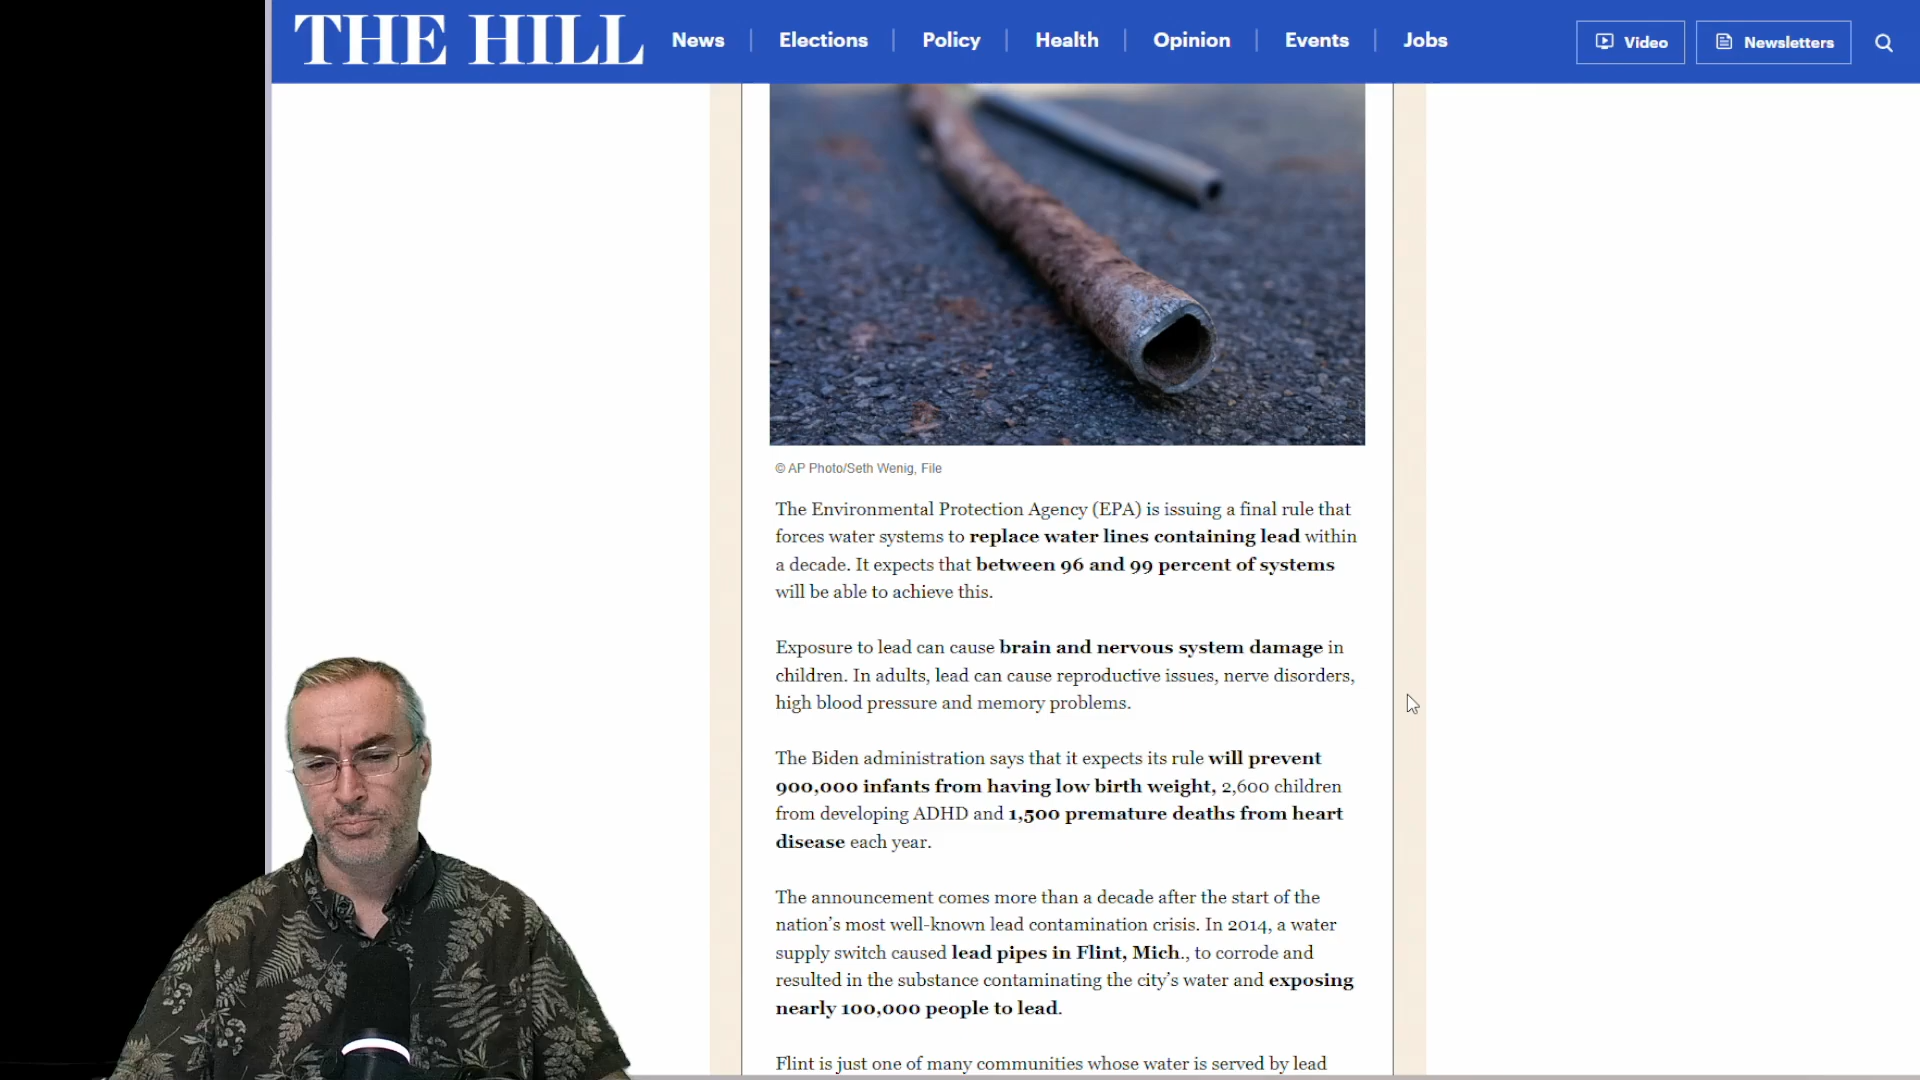 THE HILL
News | Elections | Policy | Health | Opinion | Events | Jobs
Video
Newsletters
© AP Photo/Seth Wenig, File
The Environmental Protection Agency (EPA) is issuing a final rule that
forces water systems to replace water lines containing lead within
a decade. It expects that between 96 and 99 percent of systems
will be able to achieve this.
Exposure to lead can cause brain and nervous system damage in
children. In adults, lead can cause reproductive issues, nerve disorders,
high blood pressure and memory problems.
The Biden administration says that it expects its rule will prevent
900,000 infants from having low birth weight, 2,600 children
from developing ADHD and 1,500 premature deaths from heart
disease each year.
The announcement comes more than a decade after the start of the
nation’s most well-known lead contamination crisis. In 2014, a water
supply switch caused lead pipes in Flint, Mich., to corrode and
resulted in the substance contaminating the city’s water and exposing
nearly 100,000 people to lead.
Flint is just one of many communities whose water is served by lead